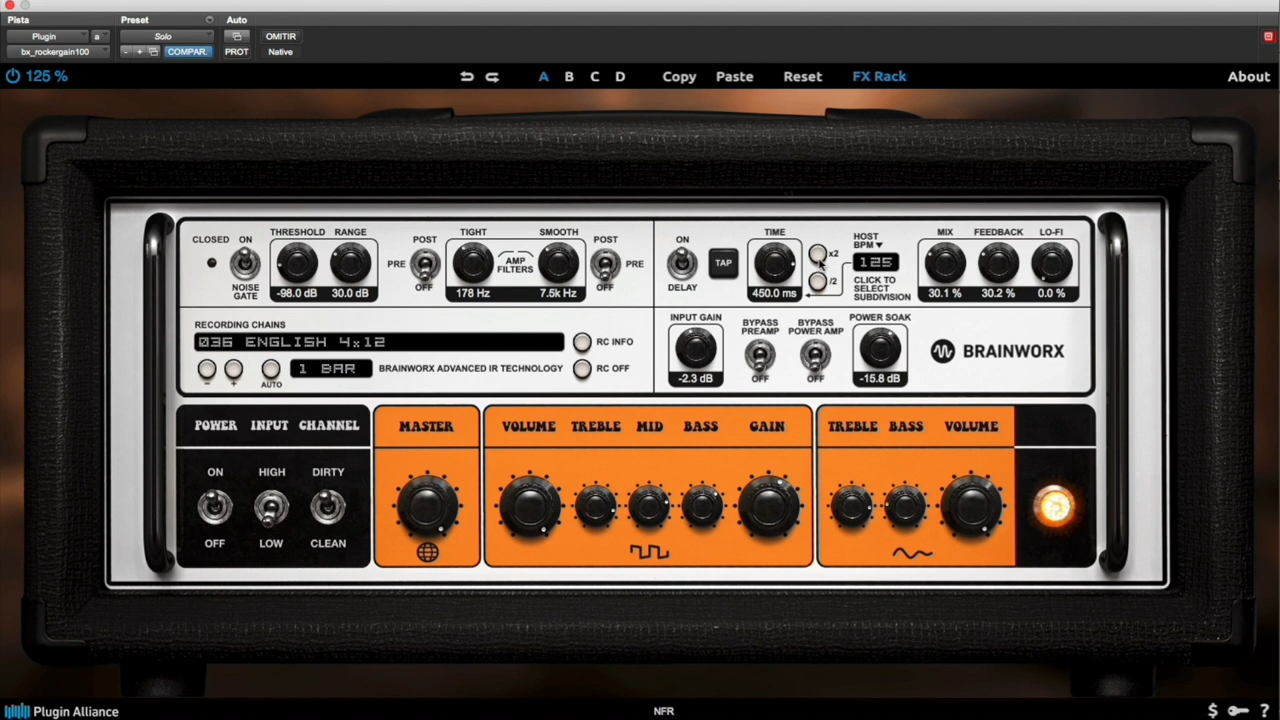 Pista Preset Auto
Plugin a Solo OMITIR
bx_rockergain100 - + COMPAR. PROT Native
125 % A B C D Copy Paste Reset FX Rack About
CLOSED ON THRESHOLD RANGE POST TIGHT SMOOTH POST
PRE AMP FILTERS PRE
NOISE GATE -98.0 dB 30.0 dB OFF 178 Hz 7.5k Hz OFF
ON TAP TIME x2 HOST BPM▼ MIX FEEDBACK LO-FI
125
DELAY 450.0 ms /2 CLICK TO SELECT SUBDIVISION 30.1 % 30.2 % 0.0 %
RECORDING CHAINS
036 ENGLISH 4x12 RC INFO
- + AUTO 1 BAR BRAINWORX ADVANCED IR TECHNOLOGY RC OFF
INPUT GAIN BYPASS PREAMP BYPASS POWER AMP POWER SOAK
BRAINWORX
-2.3 dB OFF OFF -15.8 dB
POWER INPUT CHANNEL MASTER VOLUME TREBLE MID BASS GAIN TREBLE BASS VOLUME
ON HIGH DIRTY
OFF LOW CLEAN
Plugin Alliance NFR $ ?